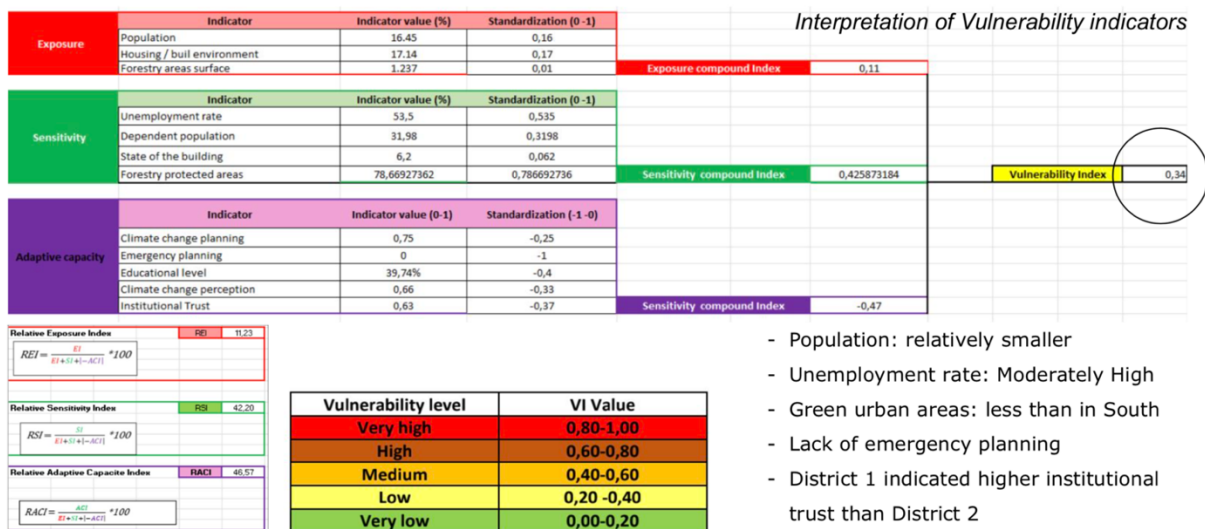 Interpretation of Vulnerability indicators
Exposure
Indicator Indicator value (%) Standardization (0 -1)
Population 16.45 0,16
Housing / buil environment 17.14 0,17
Forestry areas surface 1.237 0,01 Exposure compound Index 0,11
Sensitivity
Indicator Indicator value (%) Standardization (0 -1)
Unemployment rate 53,5 0,535
Dependent population 31,98 0,3198
State of the building 6,2 0,062
Forestry protected areas 78,66927362 0,786692736 Sensitivity compound Index 0,425873184 Vulnerability Index 0,34
Adaptive capacity
Indicator Indicator value (0-1) Standardization (-1 -0)
Climate change planning 0,75 -0,25
Emergency planning 0 -1
Educational level 39,74% -0,4
Climate change perception 0,66 -0,33
Institutional Trust 0,63 -0,37 Sensitivity compound Index -0,47
Relative Exposure Index REI 11,23
REI = EI / EI+SI+|-ACI| *100
Relative Sensitivity Index RSI 42,20
RSI = SI / EI+SI+|-ACI| *100
Relative Adaptive Capacite Index RACI 46,57
RACI = ACI / EI+SI+|-ACI| *100
Vulnerability level VI Value
Very high 0,80-1,00
High 0,60-0,80
Medium 0,40-0,60
Low 0,20 -0,40
Very low 0,00-0,20
- Population: relatively smaller
- Unemployment rate: Moderately High
- Green urban areas: less than in South
- Lack of emergency planning
- District 1 indicated higher institutional
trust than District 2